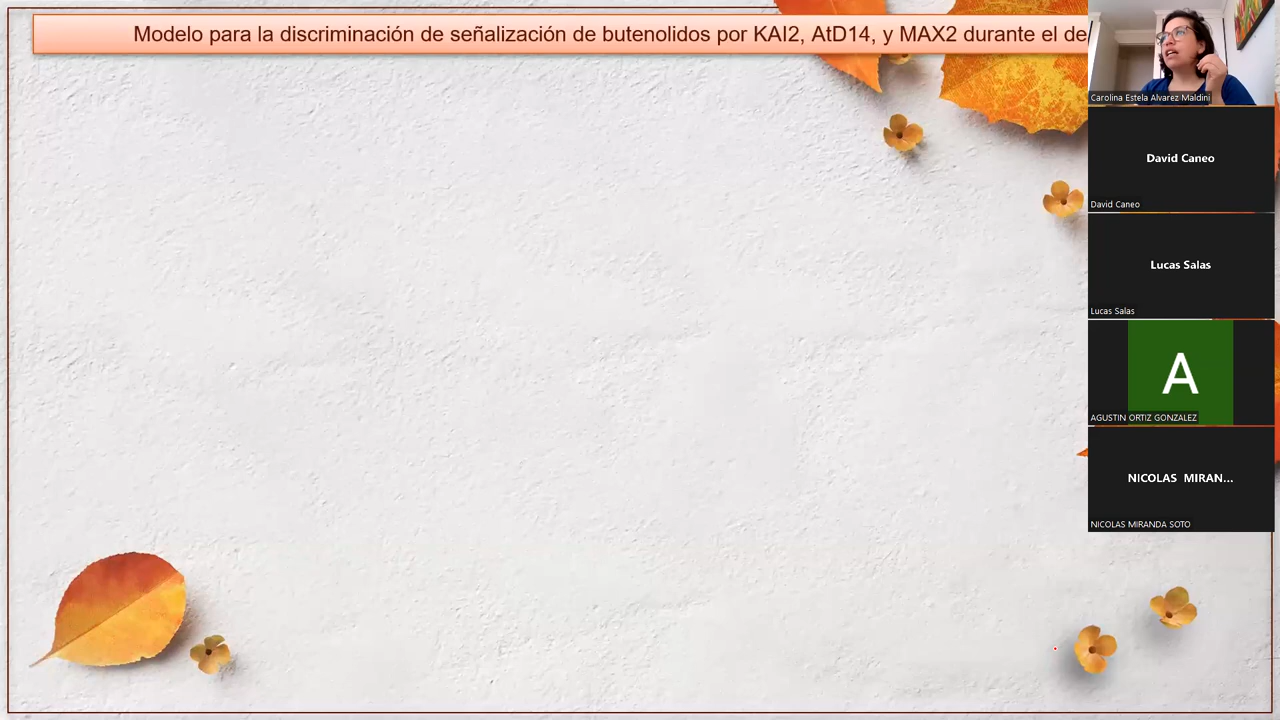 Modelo para la discriminación de señalización de butenolidos por KAI2, AtD14, y MAX2 durante el de
Carolina Estela Alvarez Maldini
David Caneo
David Caneo
Lucas Salas
Lucas Salas
A
AGUSTIN ORTIZ GONZALEZ
NICOLAS MIRAN...
NICOLAS MIRANDA SOTO